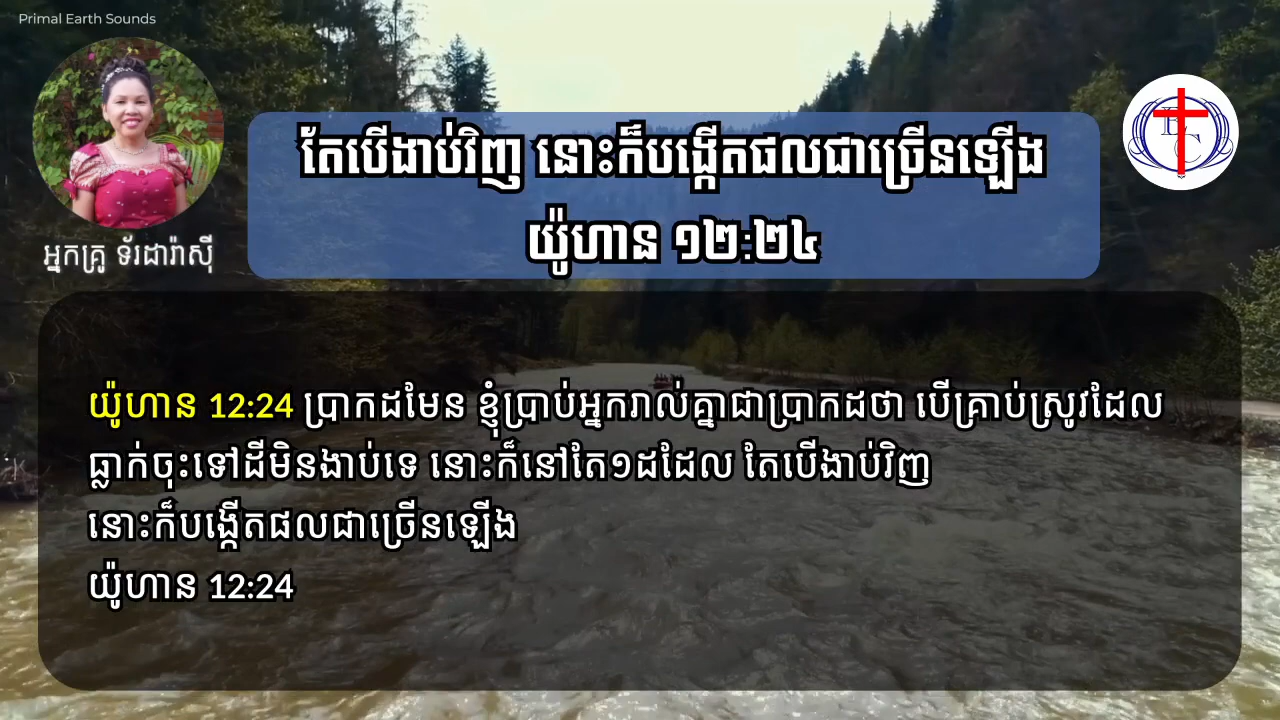 Primal Earth Sounds
តែបើងាប់វិញ នោះក៏បង្កើតផលជាច្រើនឡើង
យ៉ូហាន ១២:២៤
LC
អ្នកគ្រូ ទ័រដារ៉ាស៊ី
យ៉ូហាន 12:24 ប្រាកដមែន ខ្ញុំប្រាប់អ្នករាល់គ្នាជាប្រាកដថា បើគ្រាប់ស្រូវដែល
ធ្លាក់ចុះទៅដីមិនងាប់ទេ នោះក៏នៅតែ១ដដែល តែបើងាប់វិញ
នោះក៏បង្កើតផលជាច្រើនឡើង
យ៉ូហាន 12:24